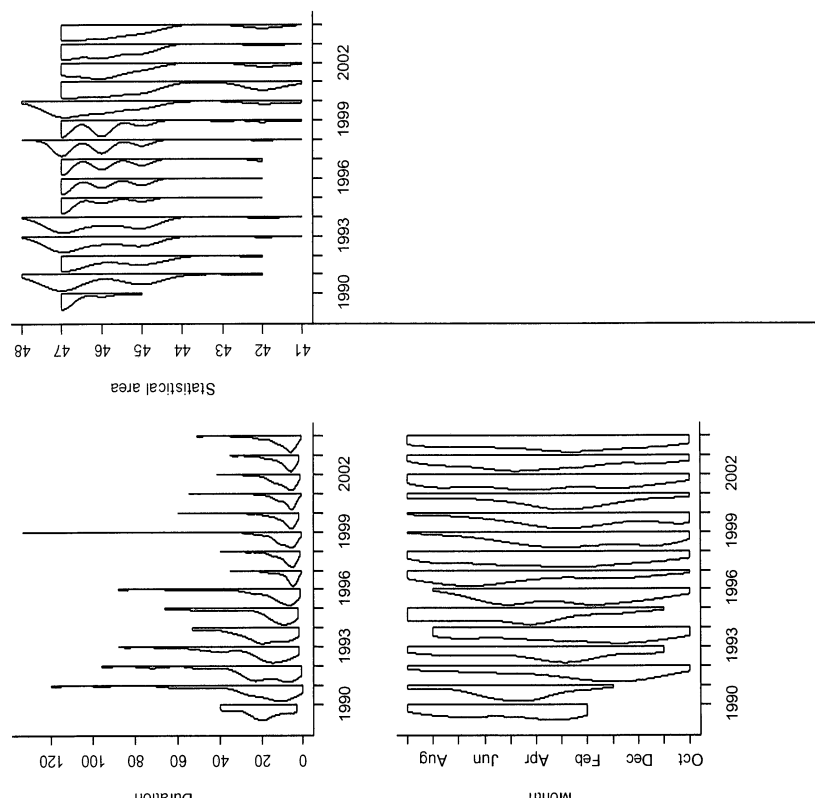 48 47 46 45 44 43 42 41
Statistical area
1990 1993 1996 1999 2002
120 100 80 60 40 20 0
Duration
1990 1993 1996 1999 2002
Aug Jun Apr Feb Dec Oct
Month
1990 1993 1996 1999 2002